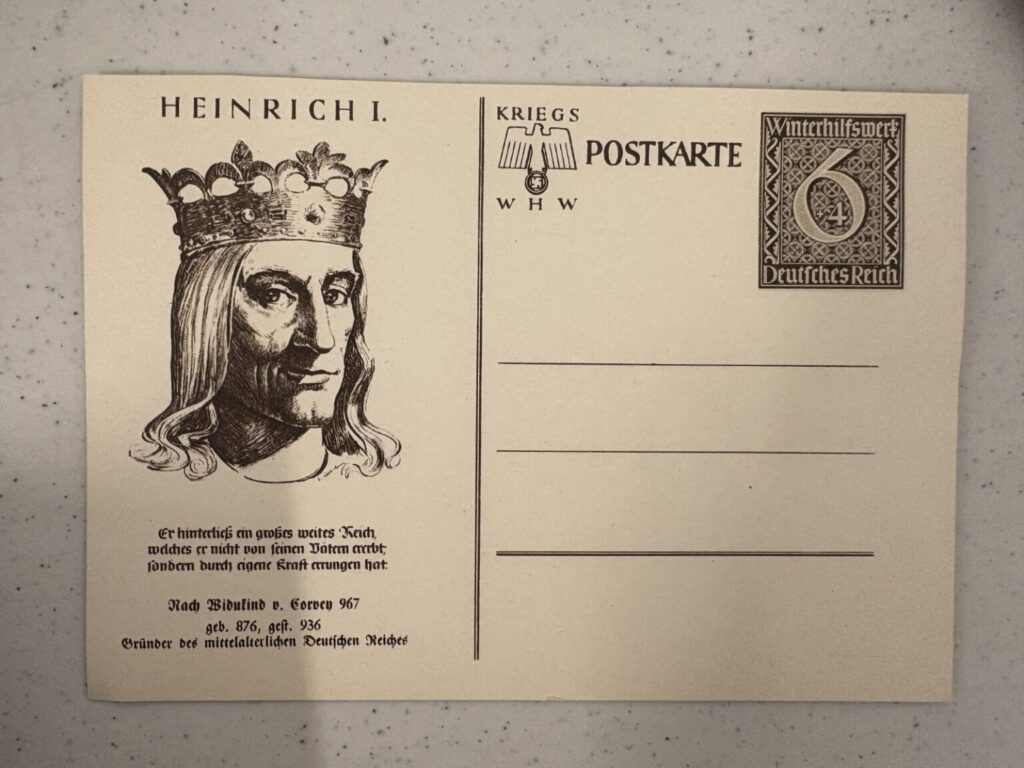 HEINRICH I.
Er hinterließ ein großes weites Reich,
welches er nicht von seinen Vätern ererbt,
sondern durch eigene Kraft errungen hat.
Nach Widukind v. Corvey 967
geb. 876, gest. 936
Gründer des mittelalterlichen Deutschen Reiches
KRIEGS
POSTKARTE
WHW
Winterhilfswerk
6
4
Deutsches Reich